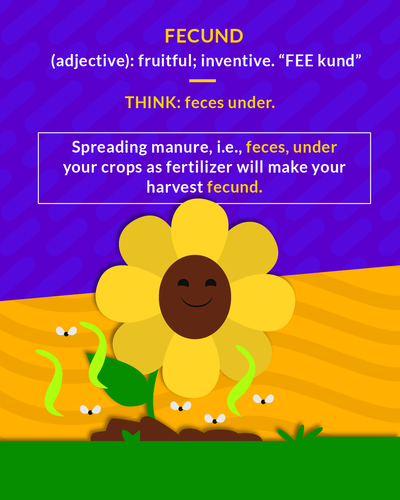 FECUND
(adjective): fruitful; inventive. “FEE kund”
THINK: feces under.
Spreading manure, i.e., feces, under
your crops as fertilizer will make your
harvest fecund.